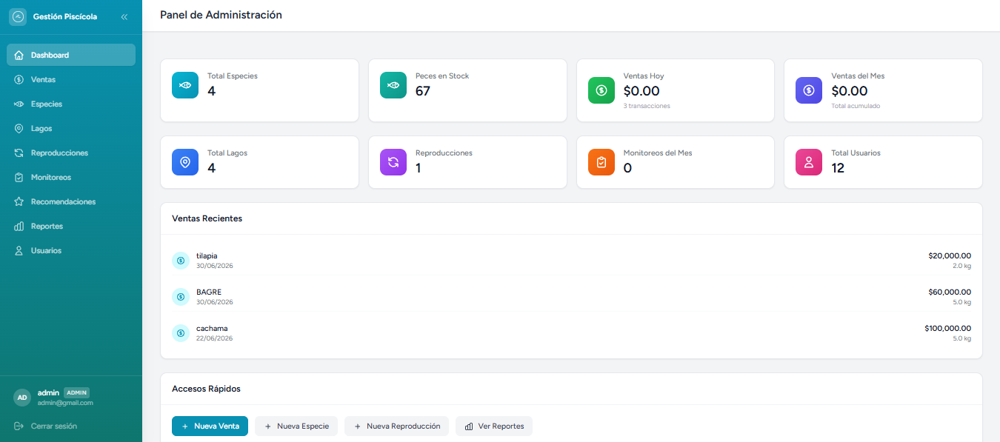 Gestión Piscícola
Panel de Administración
Dashboard
Ventas
Especies
Lagos
Reproducciones
Monitoreos
Recomendaciones
Reportes
Usuarios
AD
admin ADMIN
admin@gmail.com
Cerrar sesión
Total Especies
4
Peces en Stock
67
Ventas Hoy
$0.00
3 transacciones
Ventas del Mes
$0.00
Total acumulado
Total Lagos
4
Reproducciones
1
Monitoreos del Mes
0
Total Usuarios
12
Ventas Recientes
tilapia $20,000.00
30/06/2026 2.0 kg
BAGRE $60,000.00
30/06/2026 5.0 kg
cachama $100,000.00
22/06/2026 5.0 kg
Accesos Rápidos
+ Nueva Venta + Nueva Especie + Nueva Reproducción Ver Reportes